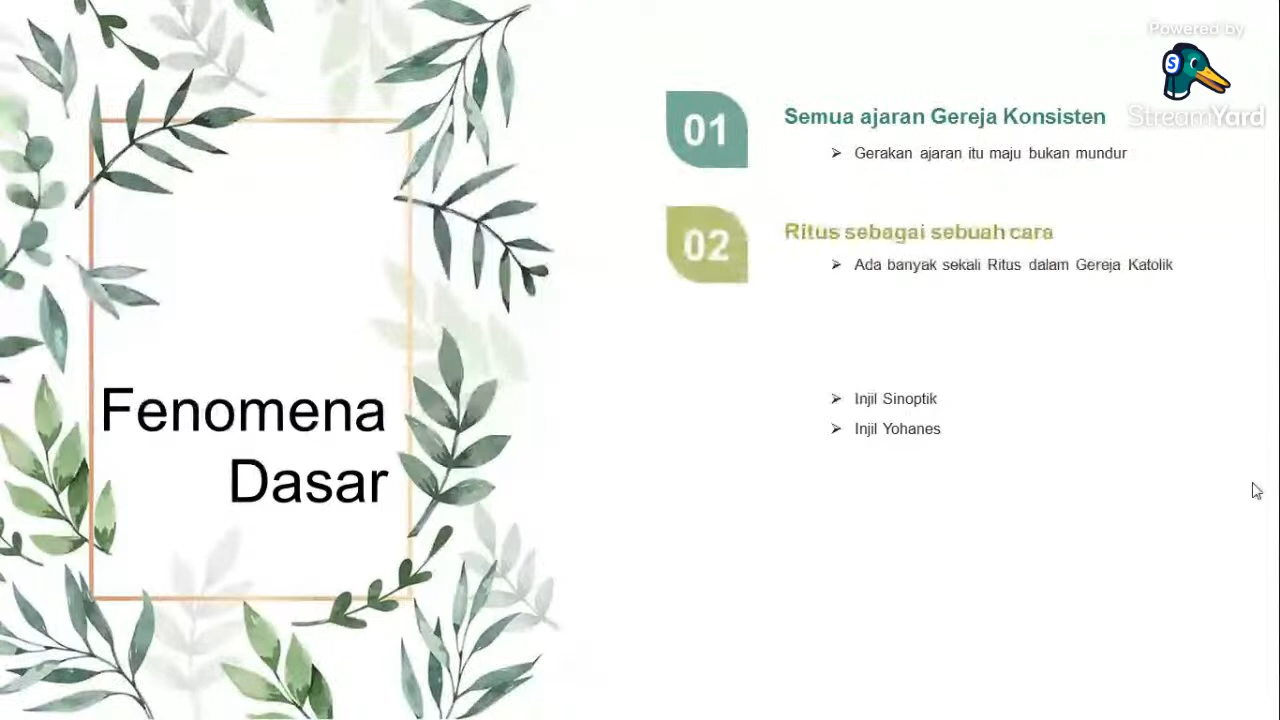 Powered by
StreamYard
Fenomena
Dasar
01
Semua ajaran Gereja Konsisten
➢ Gerakan ajaran itu maju bukan mundur
02
Ritus sebagai sebuah cara
➢ Ada banyak sekali Ritus dalam Gereja Katolik
➢ Injil Sinoptik
➢ Injil Yohanes